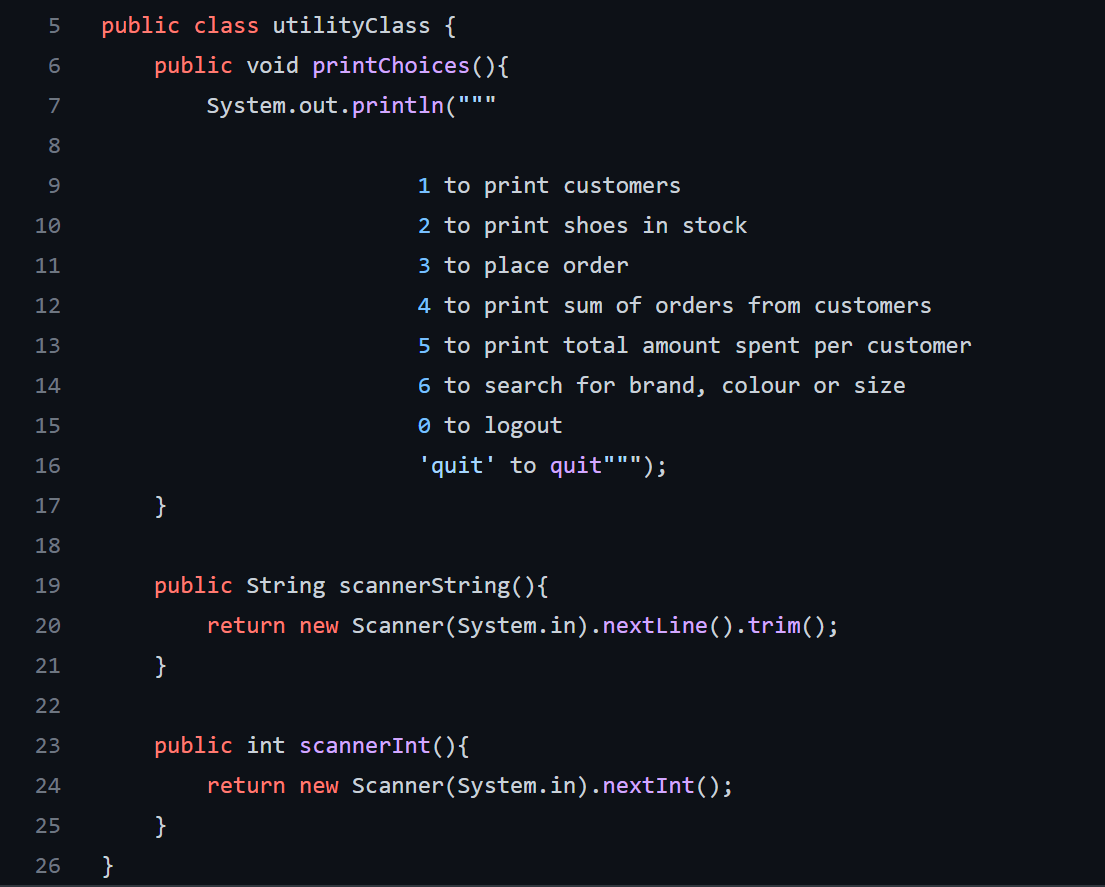 5 public class utilityClass {
6 public void printChoices(){
7 System.out.println("""
8
9 1 to print customers
10 2 to print shoes in stock
11 3 to place order
12 4 to print sum of orders from customers
13 5 to print total amount spent per customer
14 6 to search for brand, colour or size
15 0 to logout
16 'quit' to quit""");
17 }
18
19 public String scannerString(){
20 return new Scanner(System.in).nextLine().trim();
21 }
22
23 public int scannerInt(){
24 return new Scanner(System.in).nextInt();
25 }
26 }